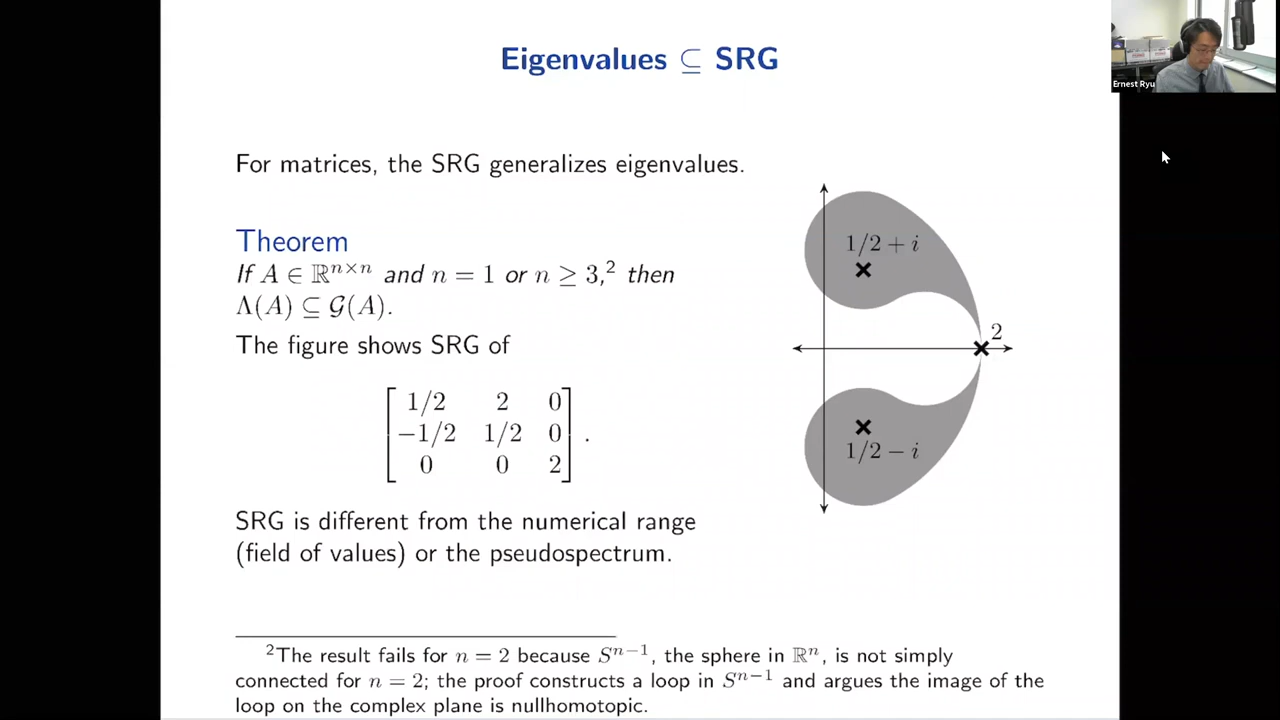 Eigenvalues ⊆ SRG
Ernest Ryu
For matrices, the SRG generalizes eigenvalues.
Theorem
If A ∈ ℝⁿˣⁿ and n = 1 or n ≥ 3,² then
Λ(A) ⊆ 𝒢(A).
The figure shows SRG of
1/2 2 0
−1/2 1/2 0
0 0 2 .
SRG is different from the numerical range
(field of values) or the pseudospectrum.
1/2 + i
2
1/2 − i
²The result fails for n = 2 because Sⁿ⁻¹, the sphere in ℝⁿ, is not simply
connected for n = 2; the proof constructs a loop in Sⁿ⁻¹ and argues the image of the
loop on the complex plane is nullhomotopic.